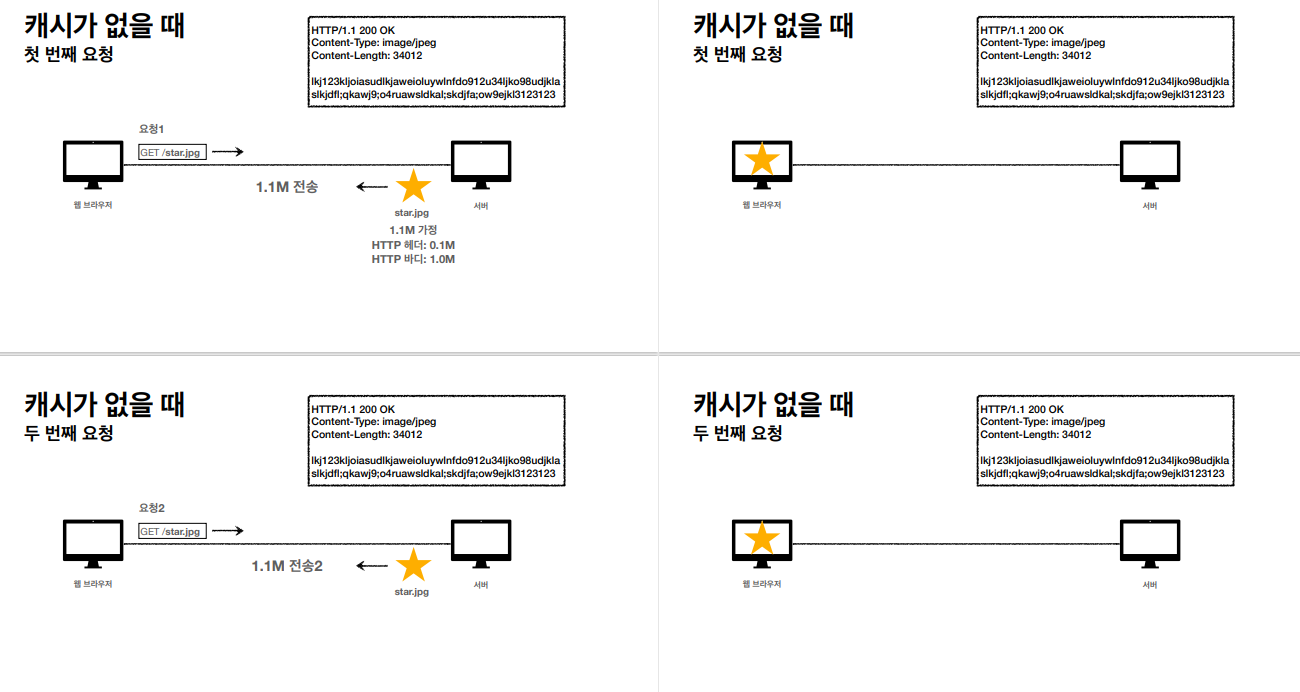 캐시가 없을 때
첫 번째 요청
HTTP/1.1 200 OK
Content-Type: image/jpeg
Content-Length: 34012
lkj123kljoiasudlkjaweioluywlnfdo912u34ljko98udjkla
slkjdfl;qkawj9;o4ruawsldkal;skdjfa;ow9ejkl3123123
요청1
GET /star.jpg
1.1M 전송
웹 브라우저
star.jpg
서버
1.1M 가정
HTTP 헤더: 0.1M
HTTP 바디: 1.0M
캐시가 없을 때
첫 번째 요청
HTTP/1.1 200 OK
Content-Type: image/jpeg
Content-Length: 34012
lkj123kljoiasudlkjaweioluywlnfdo912u34ljko98udjkla
slkjdfl;qkawj9;o4ruawsldkal;skdjfa;ow9ejkl3123123
웹 브라우저
서버
캐시가 없을 때
두 번째 요청
HTTP/1.1 200 OK
Content-Type: image/jpeg
Content-Length: 34012
lkj123kljoiasudlkjaweioluywlnfdo912u34ljko98udjkla
slkjdfl;qkawj9;o4ruawsldkal;skdjfa;ow9ejkl3123123
요청2
GET /star.jpg
1.1M 전송2
웹 브라우저
star.jpg
서버
캐시가 없을 때
두 번째 요청
HTTP/1.1 200 OK
Content-Type: image/jpeg
Content-Length: 34012
lkj123kljoiasudlkjaweioluywlnfdo912u34ljko98udjkla
slkjdfl;qkawj9;o4ruawsldkal;skdjfa;ow9ejkl3123123
웹 브라우저
서버